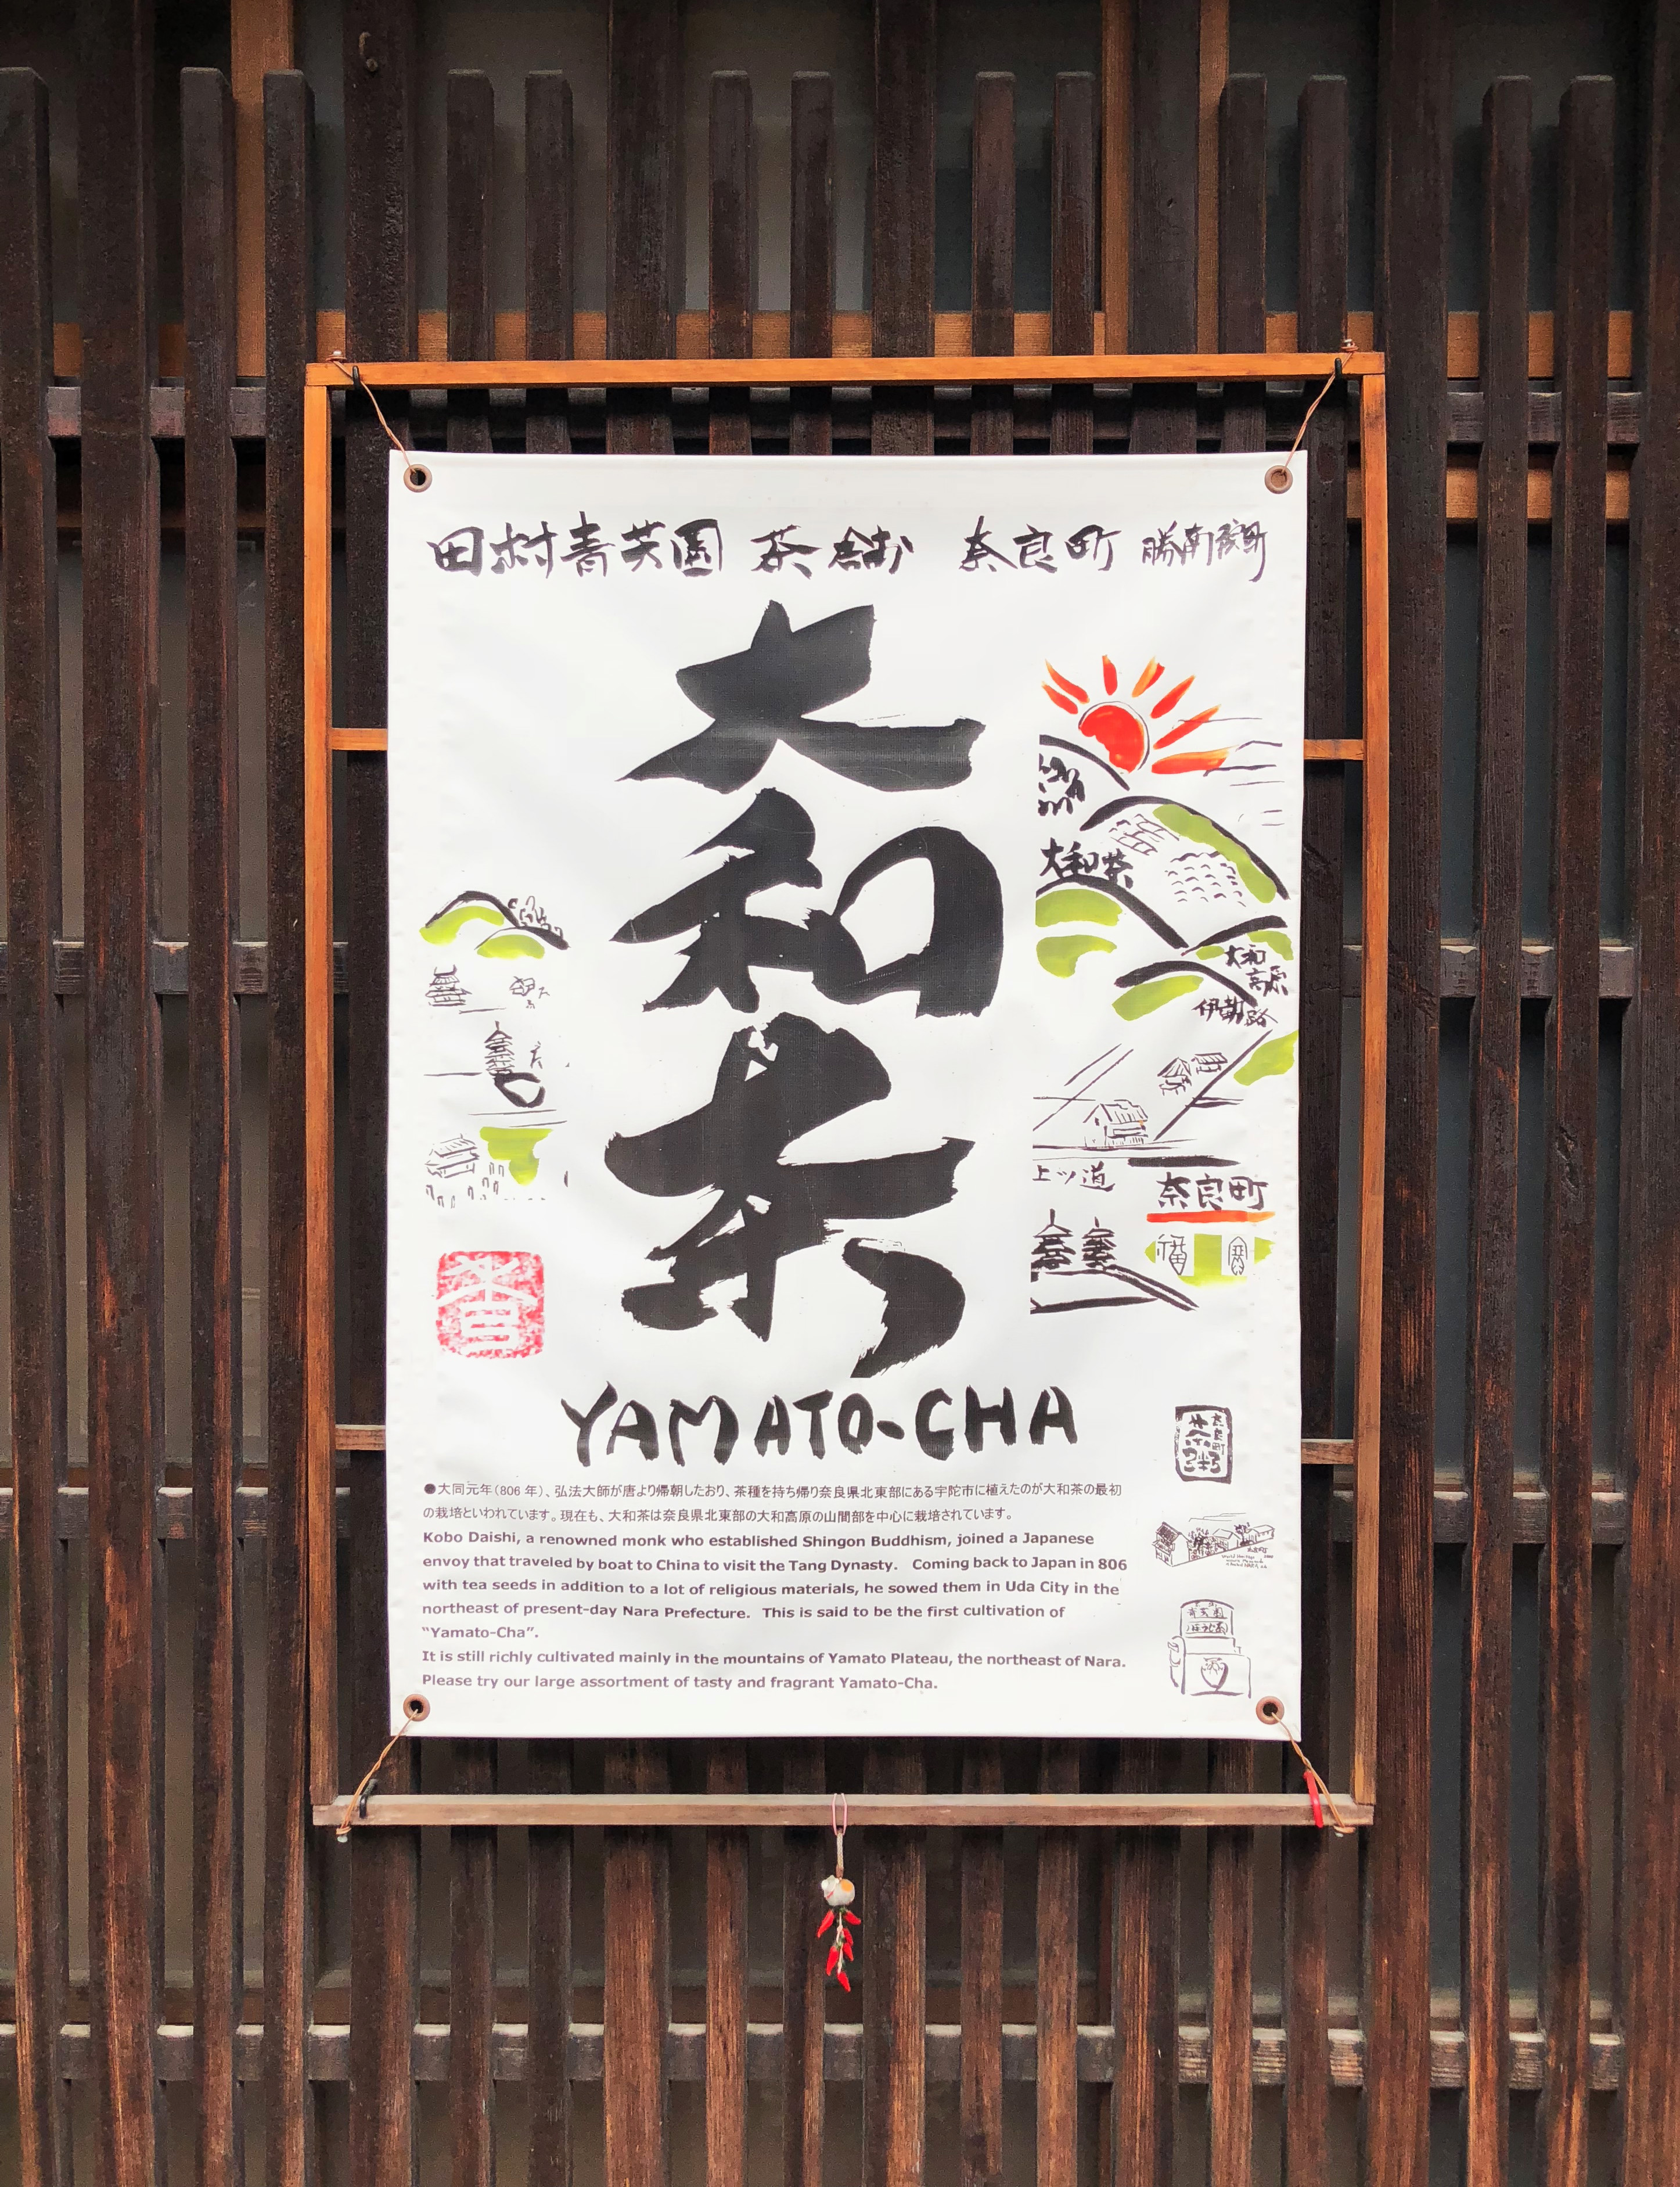 田村青芳園 茶舗 奈良町 勝南院町
大和茶
大和茶
大和
高原
伊勢路
上ツ道
奈良町
YAMATO-CHA
●大同元年(806年)、弘法大師が唐より帰朝したおり、茶種を持ち帰り奈良県北東部にある宇陀市に植えたのが大和茶の最初
の栽培といわれています。現在も、大和茶は奈良県北東部の大和高原の山間部を中心に栽培されています。
Kobo Daishi, a renowned monk who established Shingon Buddhism, joined a Japanese
envoy that traveled by boat to China to visit the Tang Dynasty. Coming back to Japan in 806
with tea seeds in addition to a lot of religious materials, he sowed them in Uda City in the
northeast of present-day Nara Prefecture. This is said to be the first cultivation of
“Yamato-Cha”.
It is still richly cultivated mainly in the mountains of Yamato Plateau, the northeast of Nara.
Please try our large assortment of tasty and fragrant Yamato-Cha.